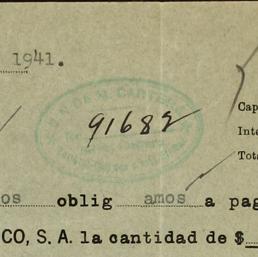 1941.
91682
Cap
Inte
Tota
os oblig amos a pag
CO, S. A. la cantidad de $